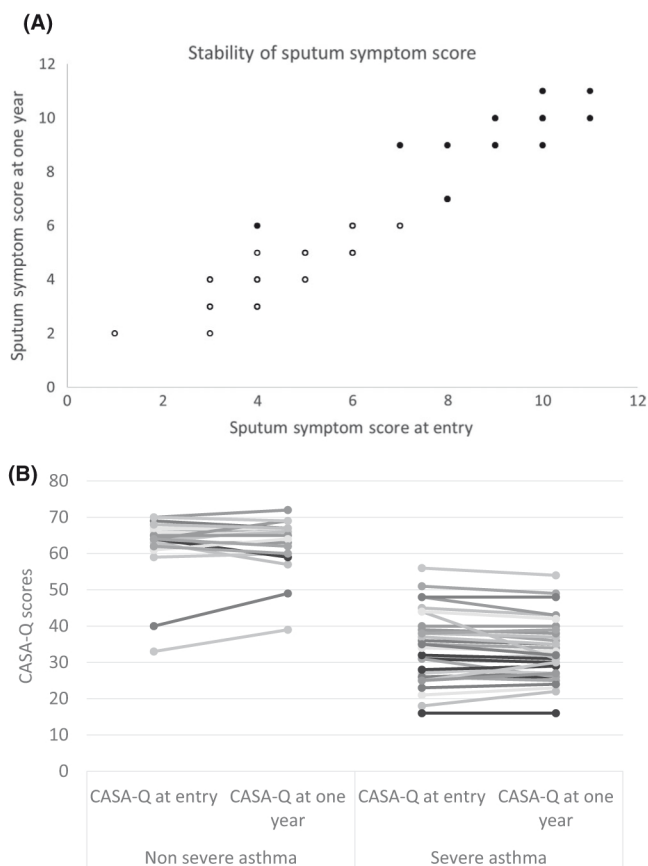 (A)
Stability of sputum symptom score
12
10
8
6
4
2
0
Sputum symptom score at one year
0 2 4 6 8 10 12
Sputum symptom score at entry
(B)
80
70
60
50
40
30
20
10
0
CASA-Q scores
CASA-Q at entry CASA-Q at one CASA-Q at entry CASA-Q at one
year year
Non severe asthma Severe asthma